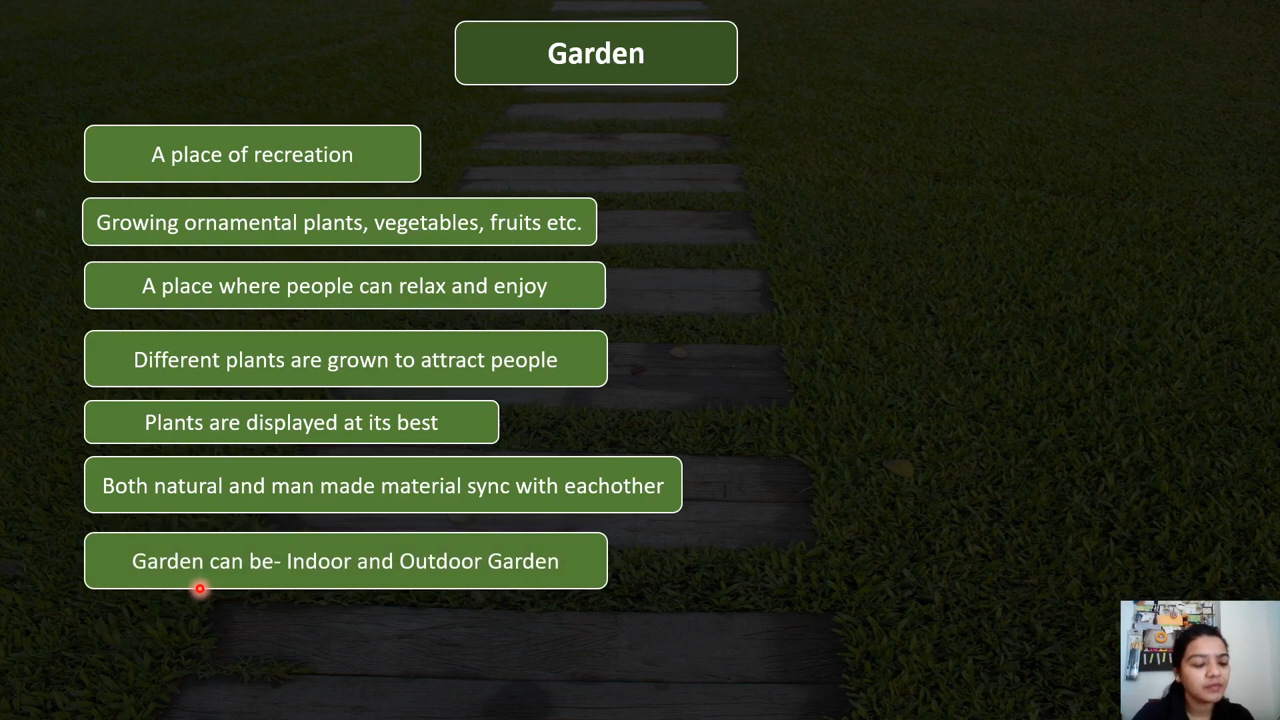 Garden
A place of recreation
Growing ornamental plants, vegetables, fruits etc.
A place where people can relax and enjoy
Different plants are grown to attract people
Plants are displayed at its best
Both natural and man made material sync with eachother
Garden can be- Indoor and Outdoor Garden